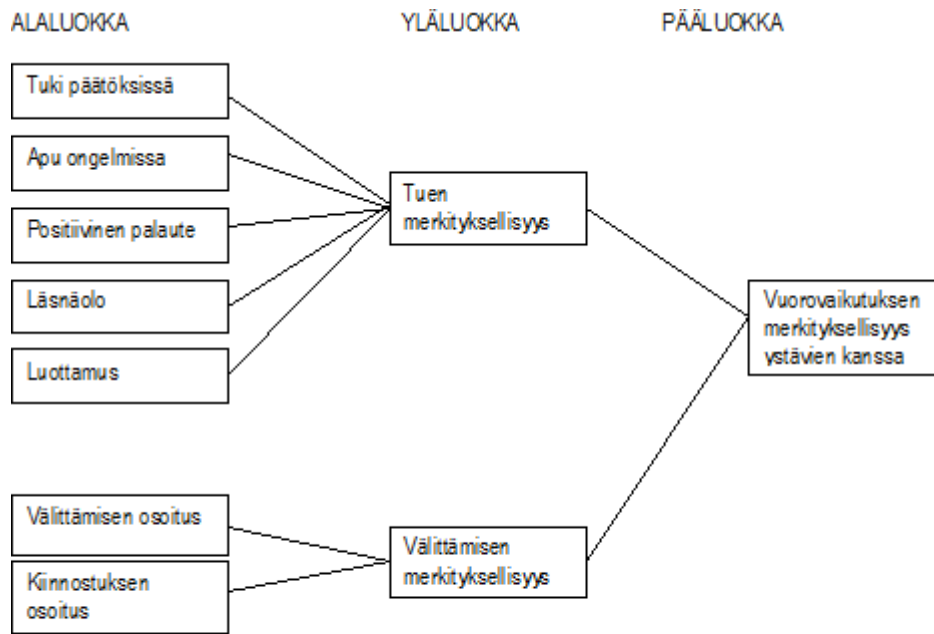 ALALUOKKA
YLÄLUOKKA
PÄÄLUOKKA
Tuki päätöksissä
Apu ongelmissa
Positiivinen palaute
Läsnäolo
Luottamus
Välittämisen osoitus
Kiinnostuksen
osoitus
Tuen
merkityksellisyys
Välittämisen
merkityksellisyys
Vuorovaikutuksen
merkityksellisyys
ystävien kanssa